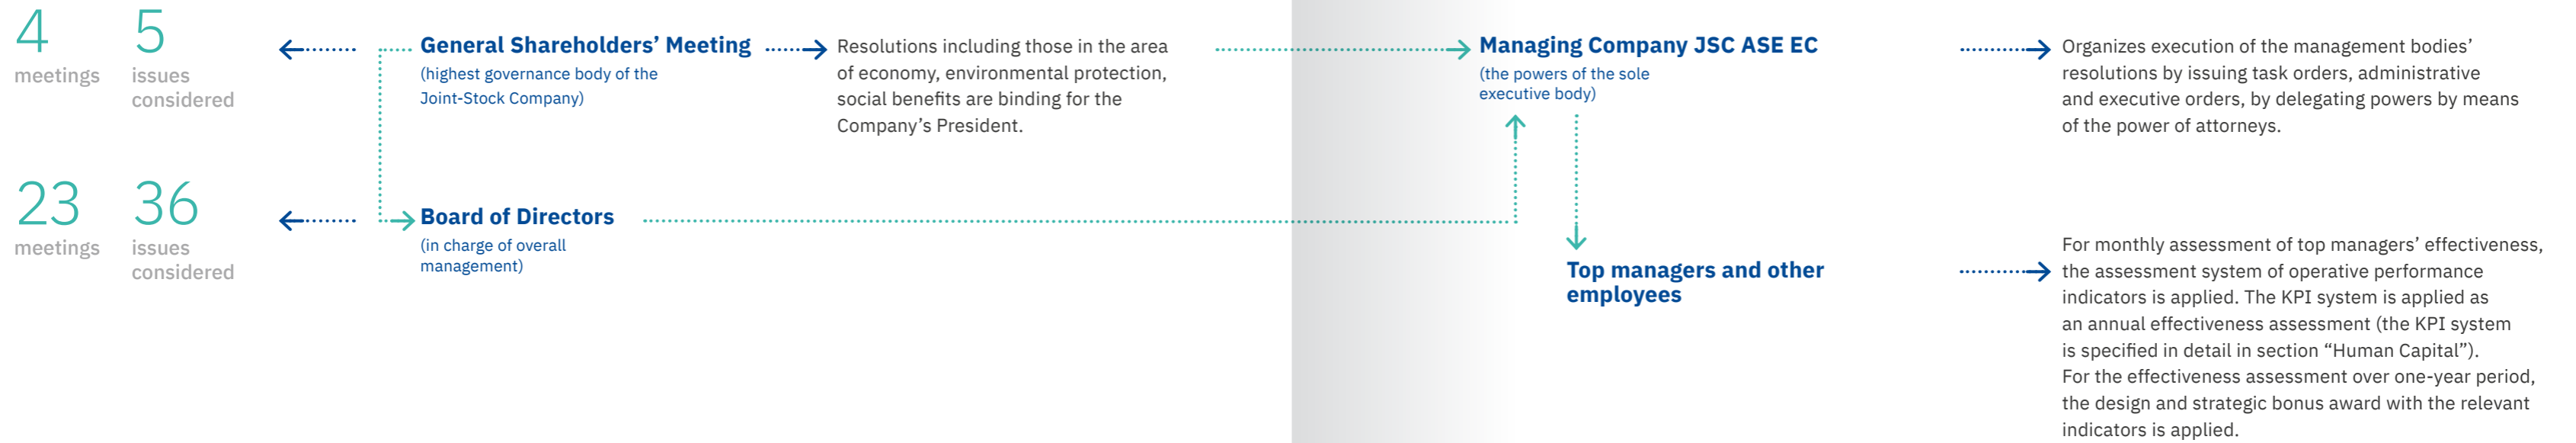 4
meetings
5
issues
considered
General Shareholders’ Meeting
(highest governance body of the
Joint-Stock Company)
Resolutions including those in the area
of economy, environmental protection,
social benefits are binding for the
Company’s President.
Managing Company JSC ASE EC
(the powers of the sole
executive body)
Organizes execution of the management bodies’
resolutions by issuing task orders, administrative
and executive orders, by delegating powers by means
of the power of attorneys.
23
meetings
36
issues
considered
Board of Directors
(in charge of overall
management)
Top managers and other
employees
For monthly assessment of top managers’ effectiveness,
the assessment system of operative performance
indicators is applied. The KPI system is applied as
an annual effectiveness assessment (the KPI system
is specified in detail in section “Human Capital”).
For the effectiveness assessment over one-year period,
the design and strategic bonus award with the relevant
indicators is applied.